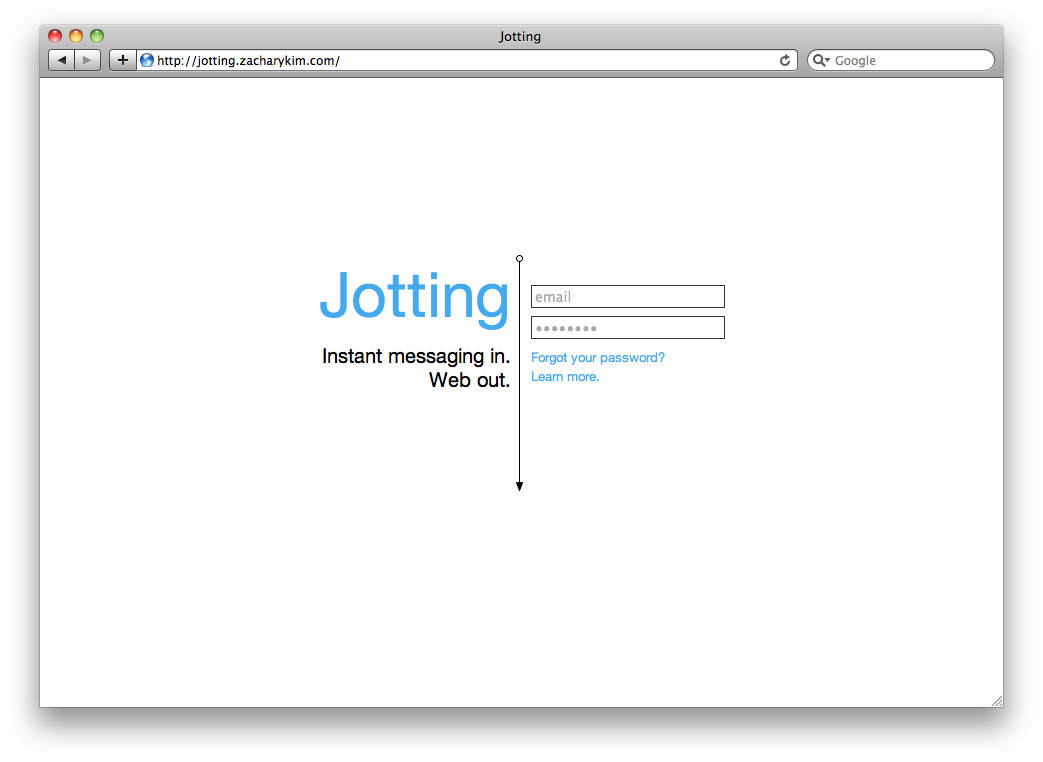 Jotting
http://jotting.zacharykim.com/
Google
Jotting
Instant messaging in.
Web out.
email
••••••••
Forgot your password?
Learn more.